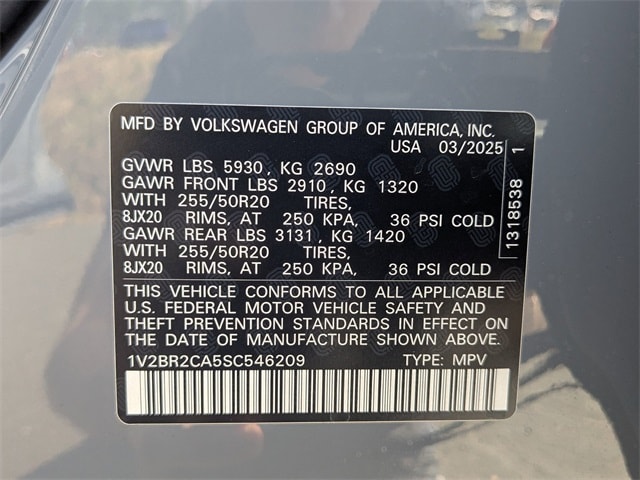 MFD BY VOLKSWAGEN GROUP OF AMERICA, INC.
USA 03/2025
GVWR LBS 5930, KG 2690
GAWR FRONT LBS 2910, KG 1320
WITH 255/50R20 TIRES,
8JX20 RIMS, AT 250 KPA, 36 PSI COLD
GAWR REAR LBS 3131, KG 1420
WITH 255/50R20 TIRES,
8JX20 RIMS, AT 250 KPA, 36 PSI COLD
THIS VEHICLE CONFORMS TO ALL APPLICABLE
U.S. FEDERAL MOTOR VEHICLE SAFETY AND
THEFT PREVENTION STANDARDS IN EFFECT ON
THE DATE OF MANUFACTURE SHOWN ABOVE.
1V2BR2CA5SC546209 TYPE: MPV
1318538 1